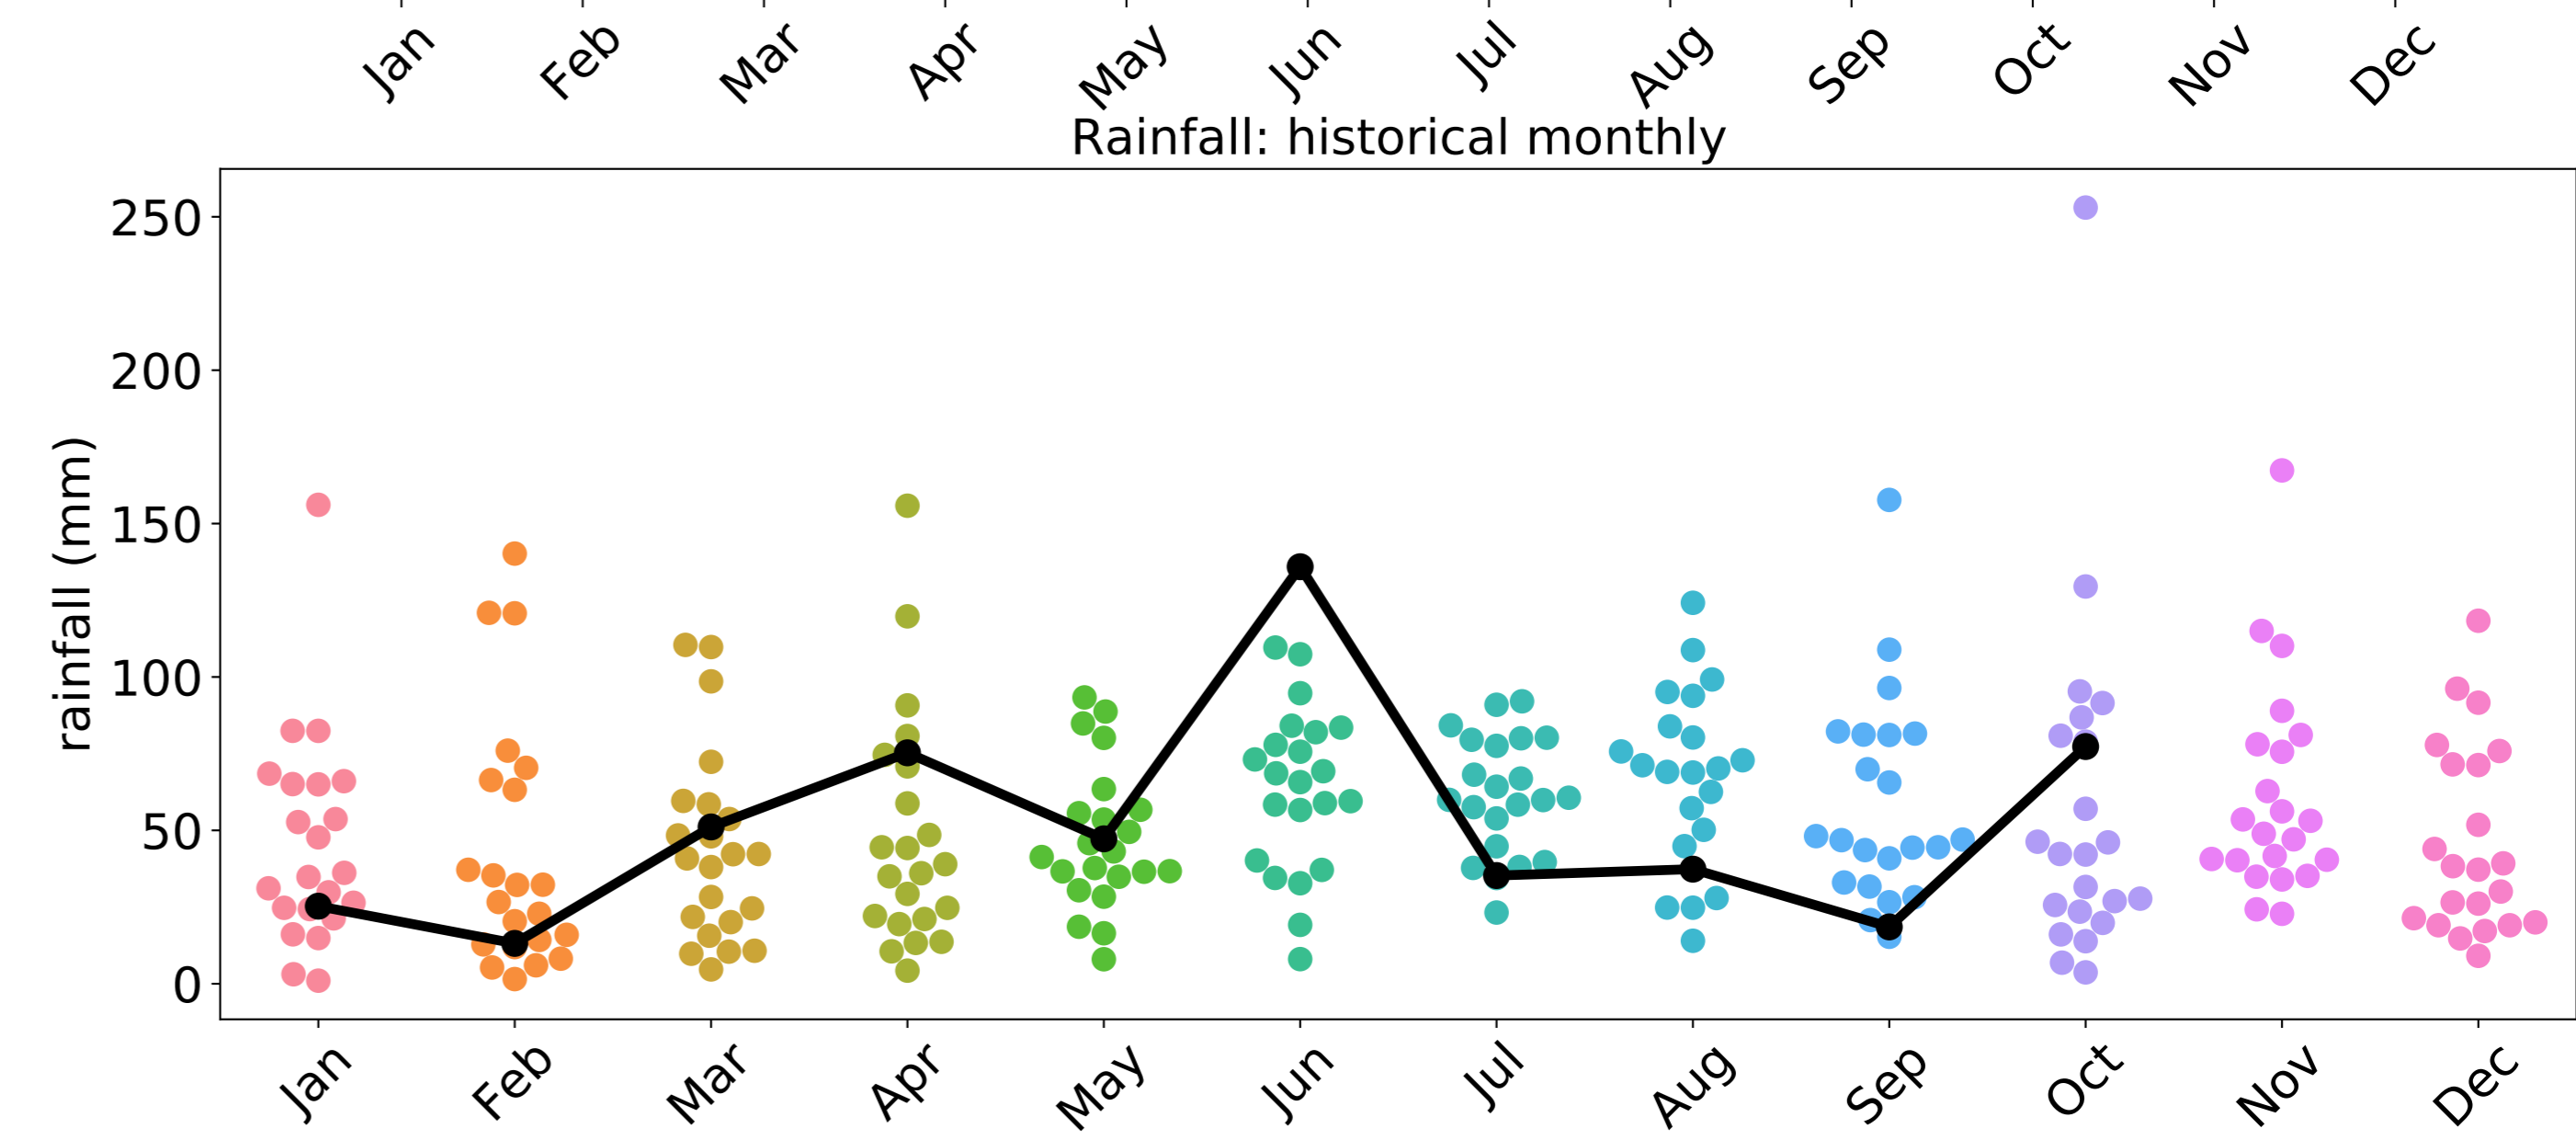 Jan Feb Mar Apr May Jun Jul Aug Sep Oct Nov Dec
Rainfall: historical monthly
250
200
150
100
50
0
rainfall (mm)
Jan Feb Mar Apr May Jun Jul Aug Sep Oct Nov Dec